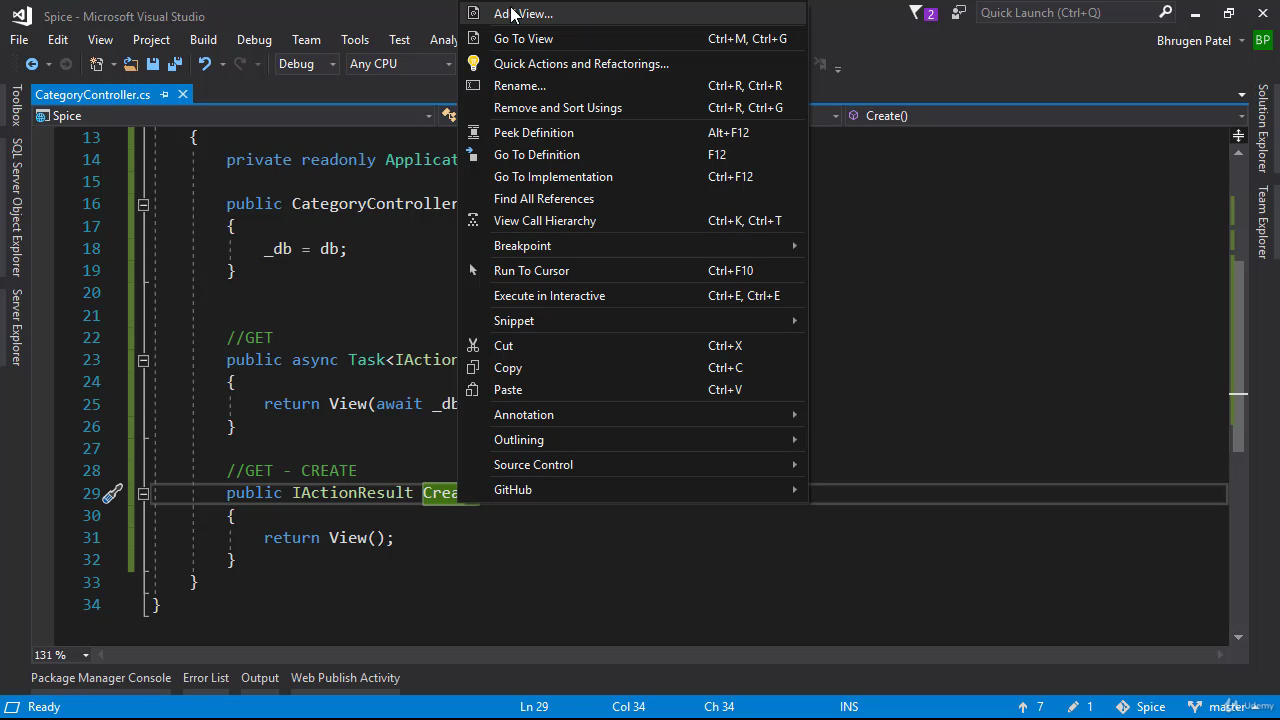 Spice - Microsoft Visual Studio
2
Quick Launch (Ctrl+Q)
File Edit View Project Build Debug Team Tools Test Analy
Bhrugen Patel BP
Debug Any CPU
CategoryController.cs
Spice
Create()
Add View...
Go To View Ctrl+M, Ctrl+G
Quick Actions and Refactorings...
Rename... Ctrl+R, Ctrl+R
Remove and Sort Usings Ctrl+R, Ctrl+G
Peek Definition Alt+F12
Go To Definition F12
Go To Implementation Ctrl+F12
Find All References
View Call Hierarchy Ctrl+K, Ctrl+T
Breakpoint
Run To Cursor Ctrl+F10
Execute in Interactive Ctrl+E, Ctrl+E
Snippet
Cut Ctrl+X
Copy Ctrl+C
Paste Ctrl+V
Annotation
Outlining
Source Control
GitHub
Toolbox
SQL Server Object Explorer
Server Explorer
Solution Explorer
Team Explorer
13 {
14 private readonly Applicat
15
16 public CategoryController
17 {
18 _db = db;
19 }
20
21
22 //GET
23 public async Task<IAction
24 {
25 return View(await _db
26 }
27
28 //GET - CREATE
29 public IActionResult Crea
30 {
31 return View();
32 }
33 }
34 }
131 %
Package Manager Console Error List Output Web Publish Activity
Ready Ln 29 Col 34 Ch 34 INS 7 1 Spice master
Udemy